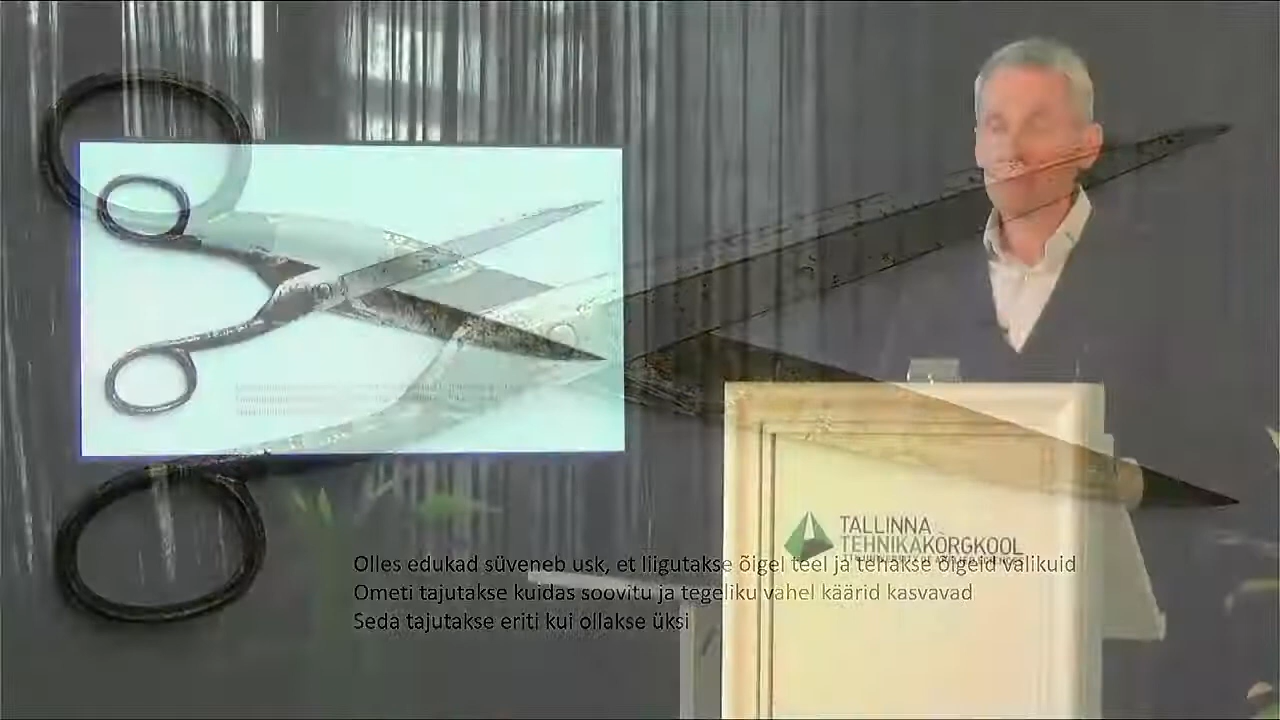 TALLINNA
TEHNIKAKÕRGKOOL
Olles edukad süveneb usk, et liigutakse õigel teel ja tehakse õigeid valikuid
Ometi tajutakse kuidas soovitu ja tegeliku vahel käärid kasvavad
Seda tajutakse eriti kui ollakse üksi